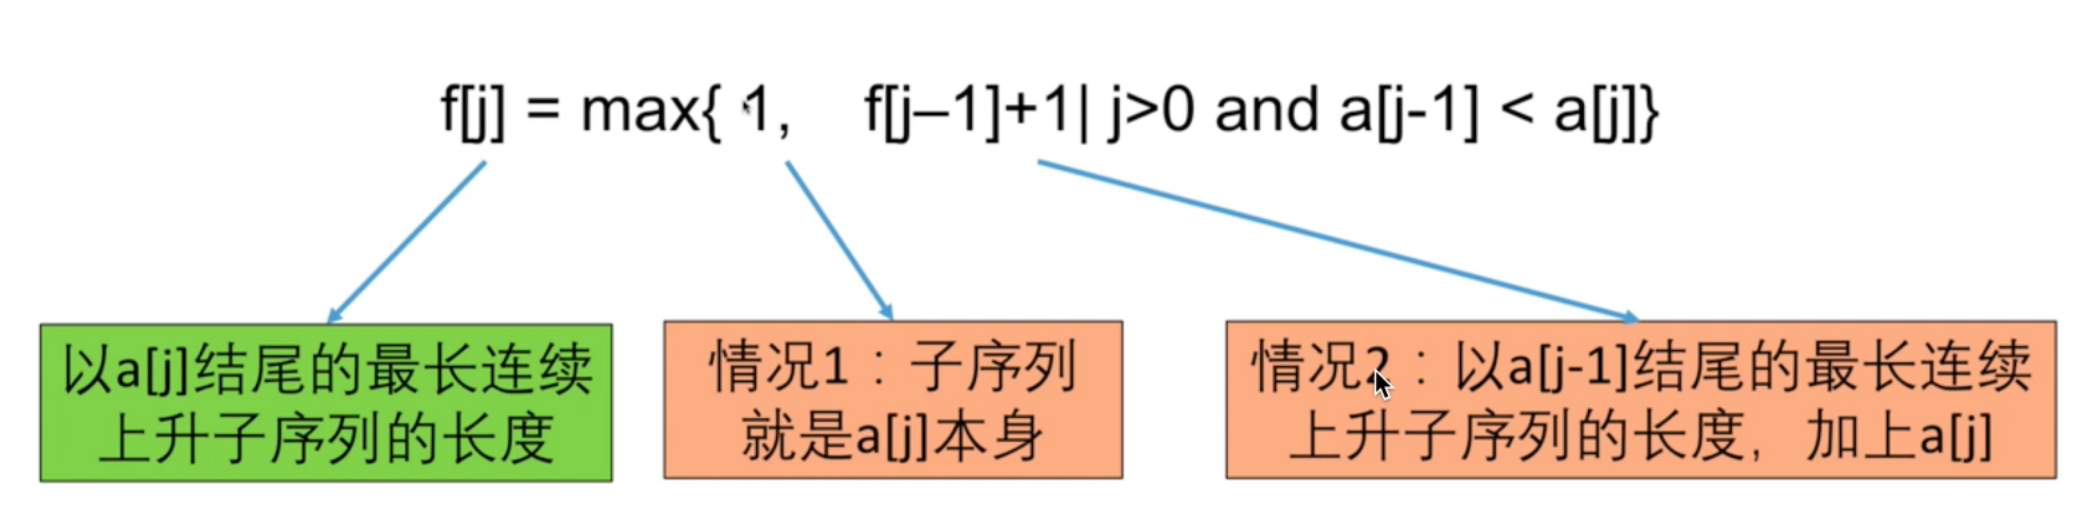 f[j] = max{ 1, f[j–1]+1| j>0 and a[j-1] < a[j]}
以a[j]结尾的最长连续
上升子序列的长度
情况1：子序列
就是a[j]本身
情况2：以a[j-1]结尾的最长连续
上升子序列的长度，加上a[j]